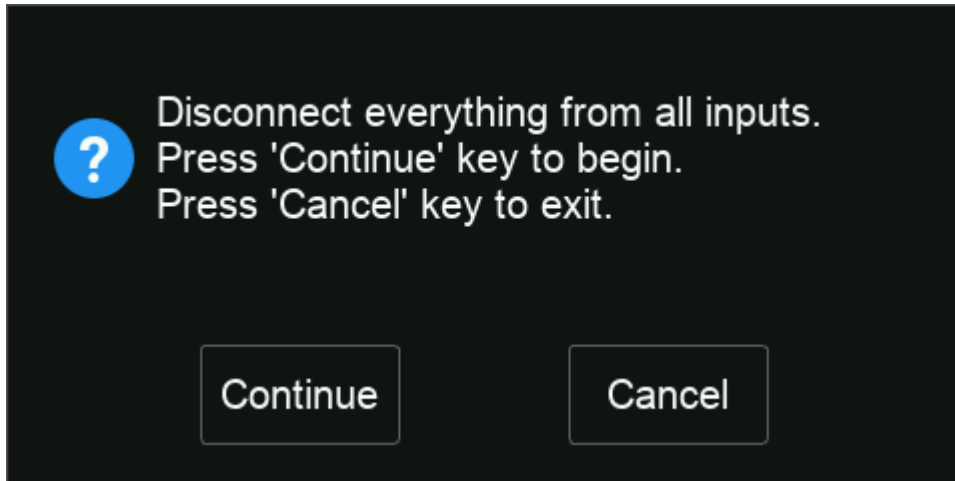 Disconnect everything from all inputs.
Press 'Continue' key to begin.
Press 'Cancel' key to exit.
Continue
Cancel